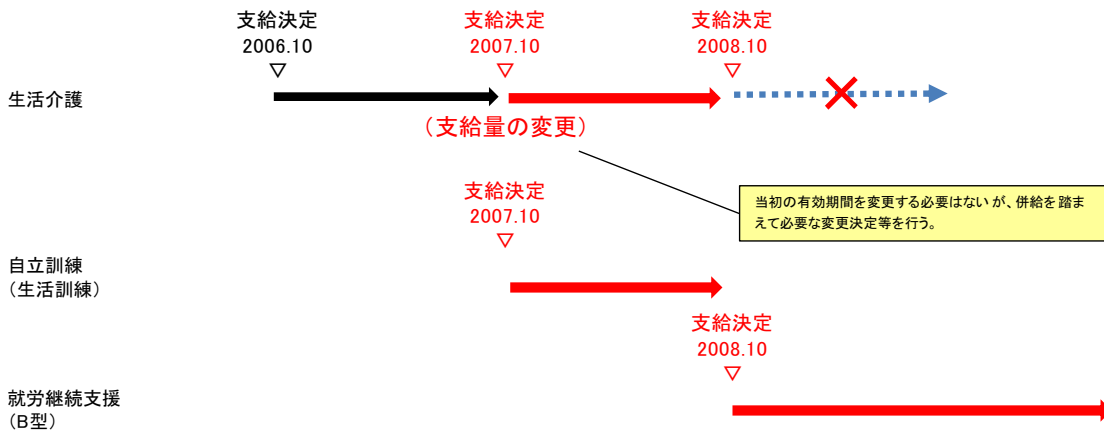 支給決定
2006.10
▽
支給決定
2007.10
▽
支給決定
2008.10
▽
生活介護
(支給量の変更)
支給決定
2007.10
▽
当初の有効期間を変更する必要はないが、併給を踏ま
えて必要な変更決定等を行う。
自立訓練
(生活訓練)
支給決定
2008.10
▽
就労継続支援
(B型)